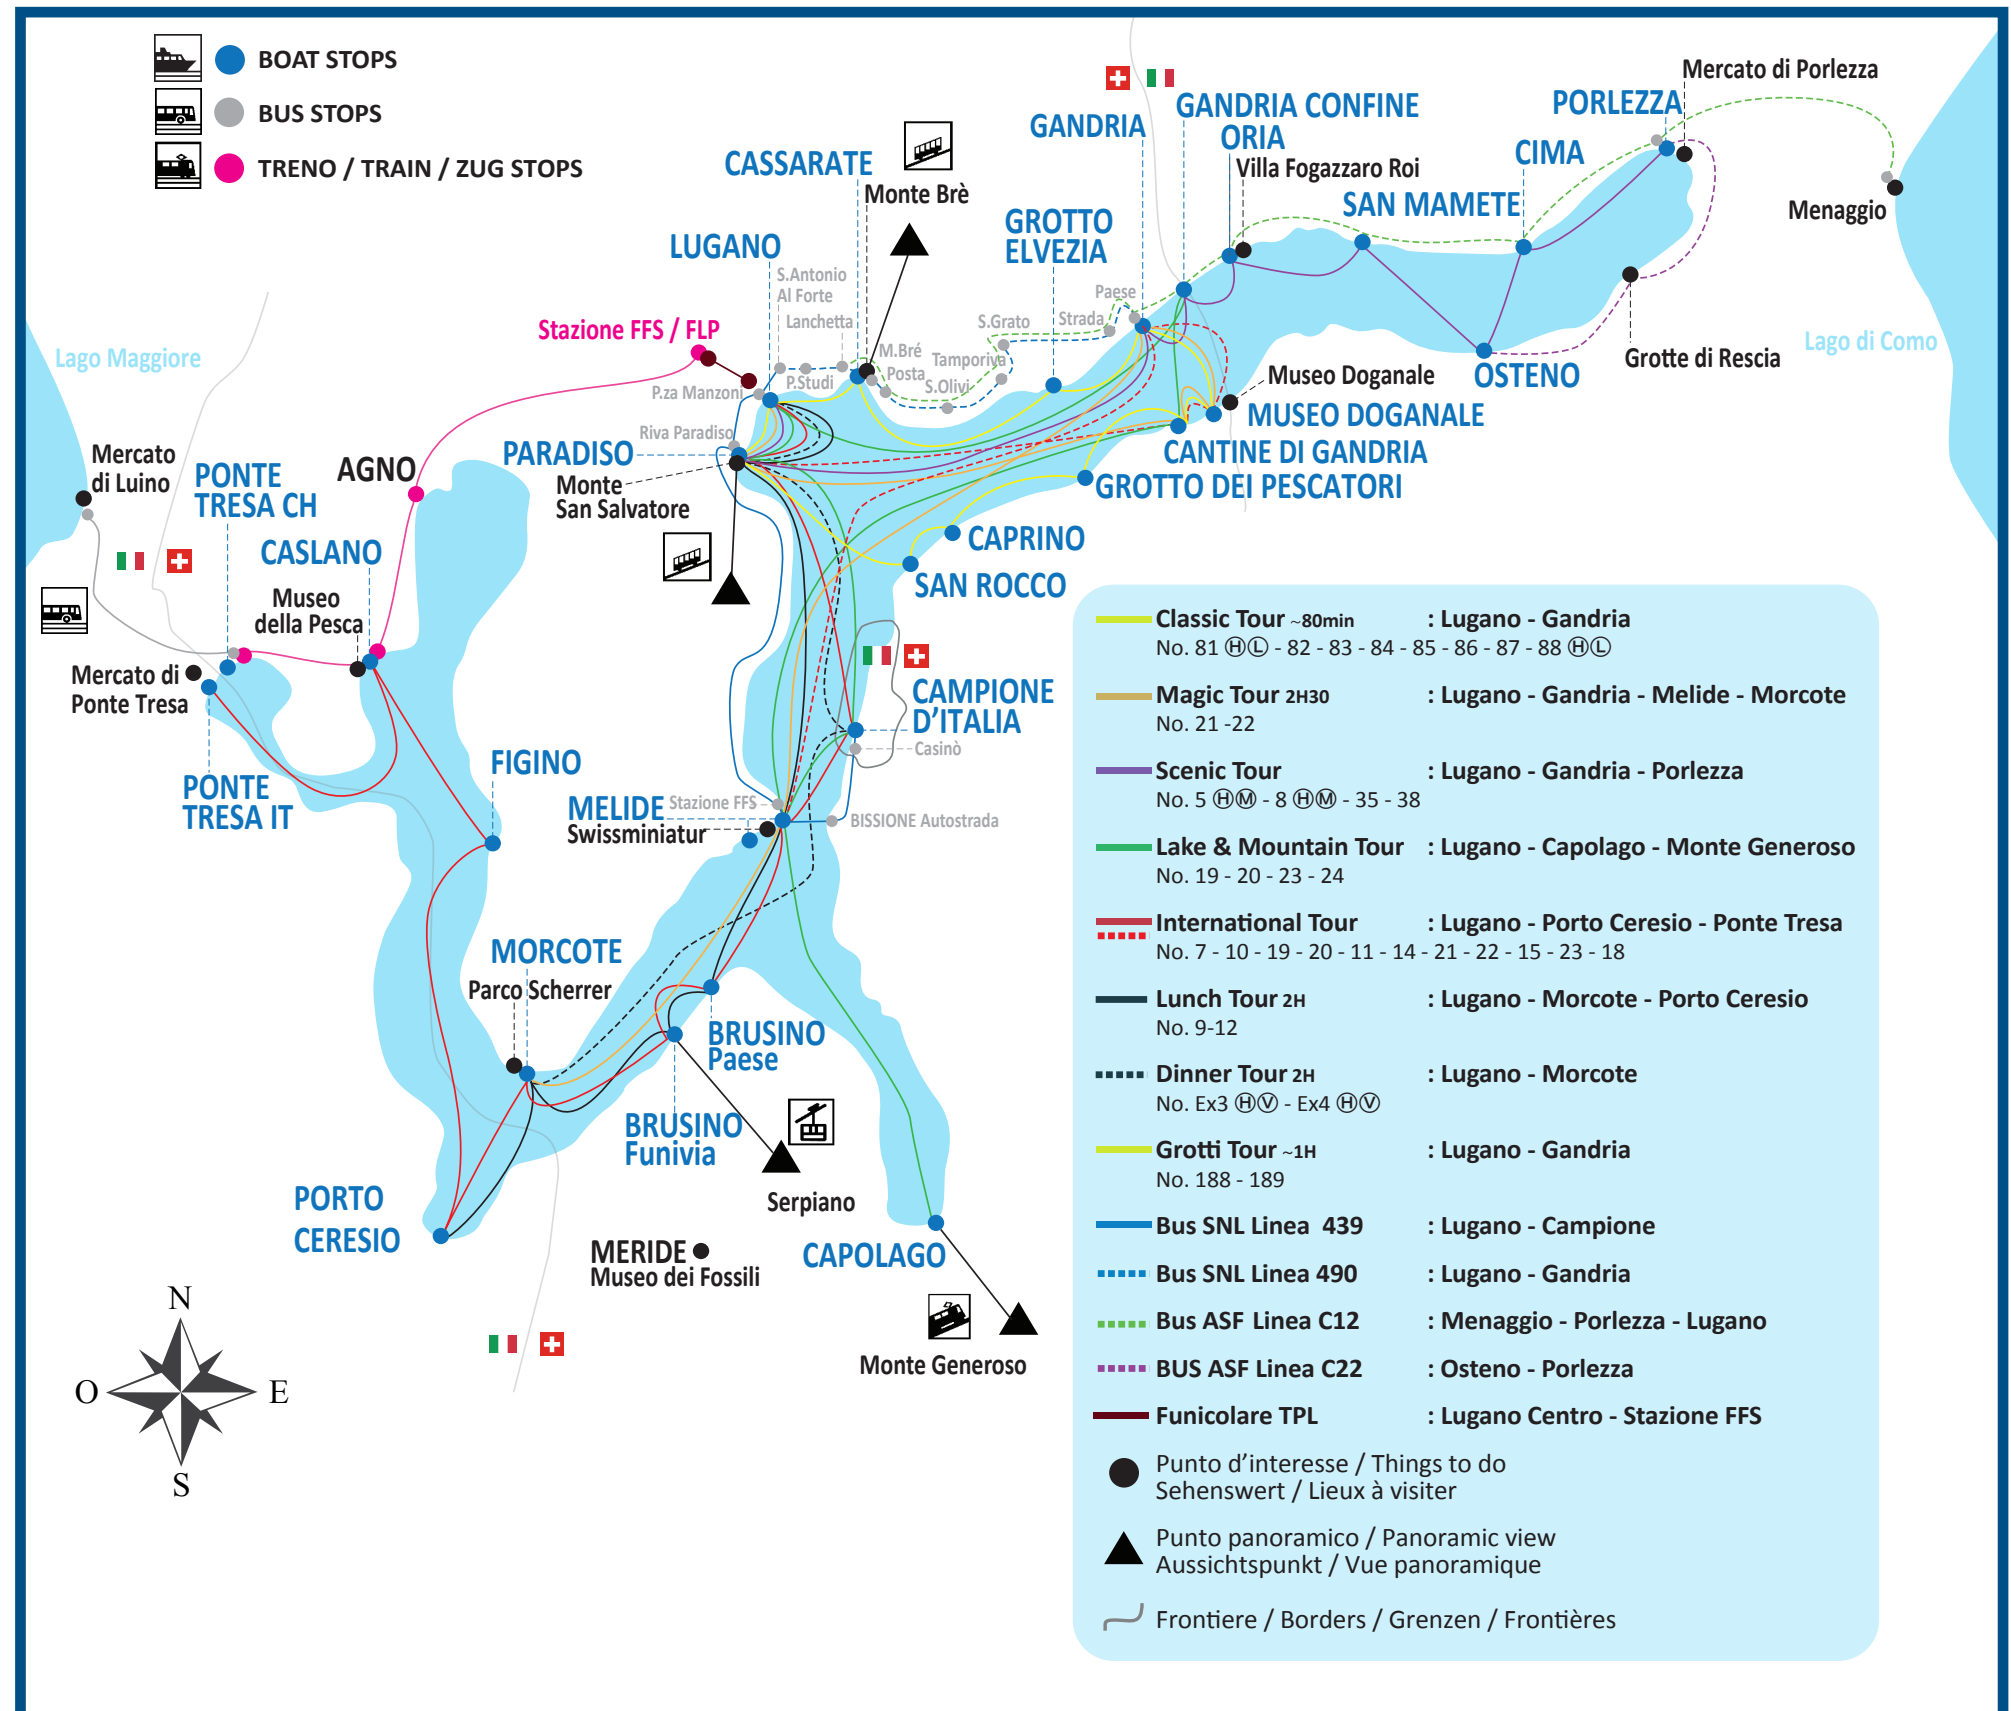 BOAT STOPS
BUS STOPS
TRENO / TRAIN / ZUG STOPS
Mercato di Porlezza
PORLEZZA
GANDRIA CONFINE
GANDRIA
ORIA
CIMA
CASSARATE
Villa Fogazzaro Roi
Monte Brè
SAN MAMETE
Menaggio
GROTTO
ELVEZIA
LUGANO
S.Antonio
Al Forte
Paese
Lanchetta
S.Grato
Strada
Stazione FFS / FLP
Lago Maggiore
Lago di Como
M.Bré
Posta
Tamporiva
Grotte di Rescia
P.Studi
S.Olivi
OSTENO
Museo Doganale
P.za Manzoni
MUSEO DOGANALE
Riva Paradiso
CANTINE DI GANDRIA
PARADISO
Mercato
di Luino
AGNO
PONTE
TRESA CH
Monte
San Salvatore
GROTTO DEI PESCATORI
CASLANO
CAPRINO
SAN ROCCO
Museo
della Pesca
Mercato di
Ponte Tresa
CAMPIONE
D'ITALIA
Casinò
FIGINO
PONTE
TRESA IT
MELIDE
Stazione FFS
Swissminiatur
BISSIONE Autostrada
MORCOTE
Parco Scherrer
BRUSINO
Paese
BRUSINO
Funivia
PORTO
CERESIO
Serpiano
MERIDE
Museo dei Fossili
CAPOLAGO
Monte Generoso
N
O
E
S
Classic Tour ~80min : Lugano - Gandria
No. 81 Ⓗ Ⓛ - 82 - 83 - 84 - 85 - 86 - 87 - 88 Ⓗ Ⓛ
Magic Tour 2H30 : Lugano - Gandria - Melide - Morcote
No. 21 -22
Scenic Tour : Lugano - Gandria - Porlezza
No. 5 Ⓗ Ⓜ - 8 Ⓗ Ⓜ - 35 - 38
Lake & Mountain Tour : Lugano - Capolago - Monte Generoso
No. 19 - 20 - 23 - 24
International Tour : Lugano - Porto Ceresio - Ponte Tresa
No. 7 - 10 - 19 - 20 - 11 - 14 - 21 - 22 - 15 - 23 - 18
Lunch Tour 2H : Lugano - Morcote - Porto Ceresio
No. 9-12
Dinner Tour 2H : Lugano - Morcote
No. Ex3 Ⓗ Ⓥ - Ex4 Ⓗ Ⓥ
Grotti Tour ~1H : Lugano - Gandria
No. 188 - 189
Bus SNL Linea 439 : Lugano - Campione
Bus SNL Linea 490 : Lugano - Gandria
Bus ASF Linea C12 : Menaggio - Porlezza - Lugano
BUS ASF Linea C22 : Osteno - Porlezza
Funicolare TPL : Lugano Centro - Stazione FFS
Punto d'interesse / Things to do
Sehenswert / Lieux à visiter
Punto panoramico / Panoramic view
Aussichtspunkt / Vue panoramique
Frontiere / Borders / Grenzen / Frontières